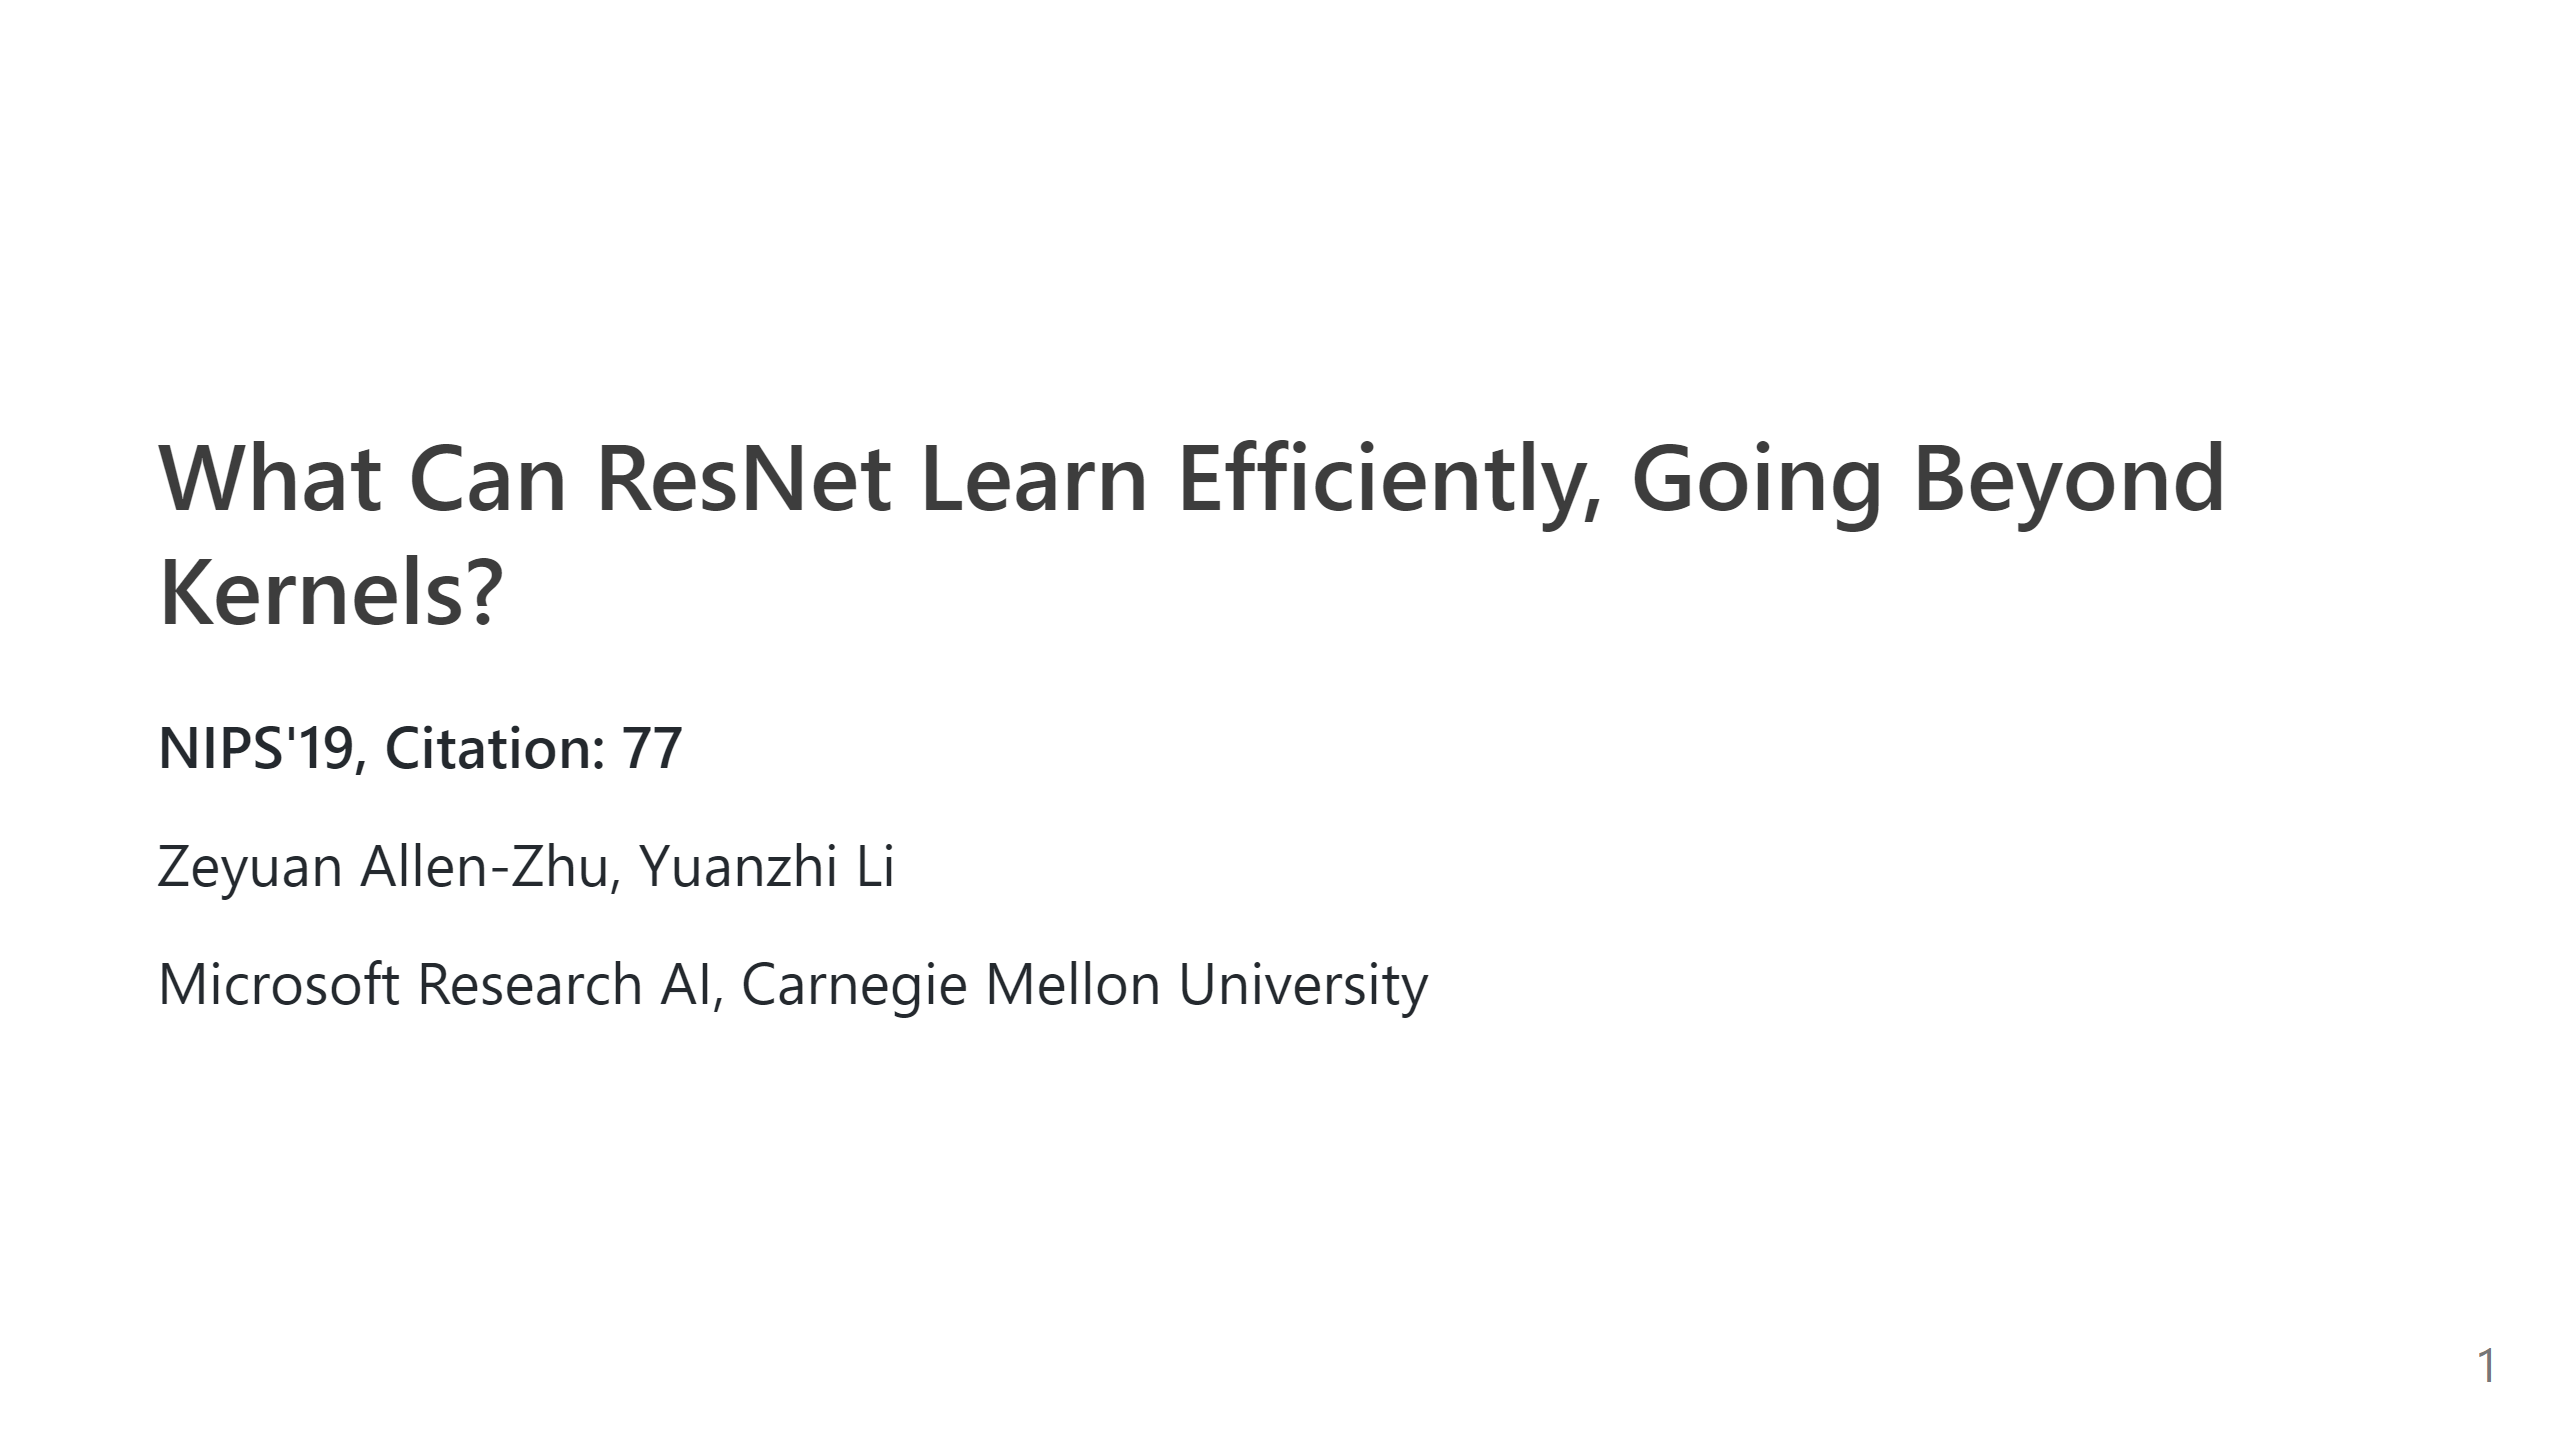 What Can ResNet Learn Efficiently, Going Beyond
Kernels?
NIPS'19, Citation: 77
Zeyuan Allen-Zhu, Yuanzhi Li
Microsoft Research AI, Carnegie Mellon University
1